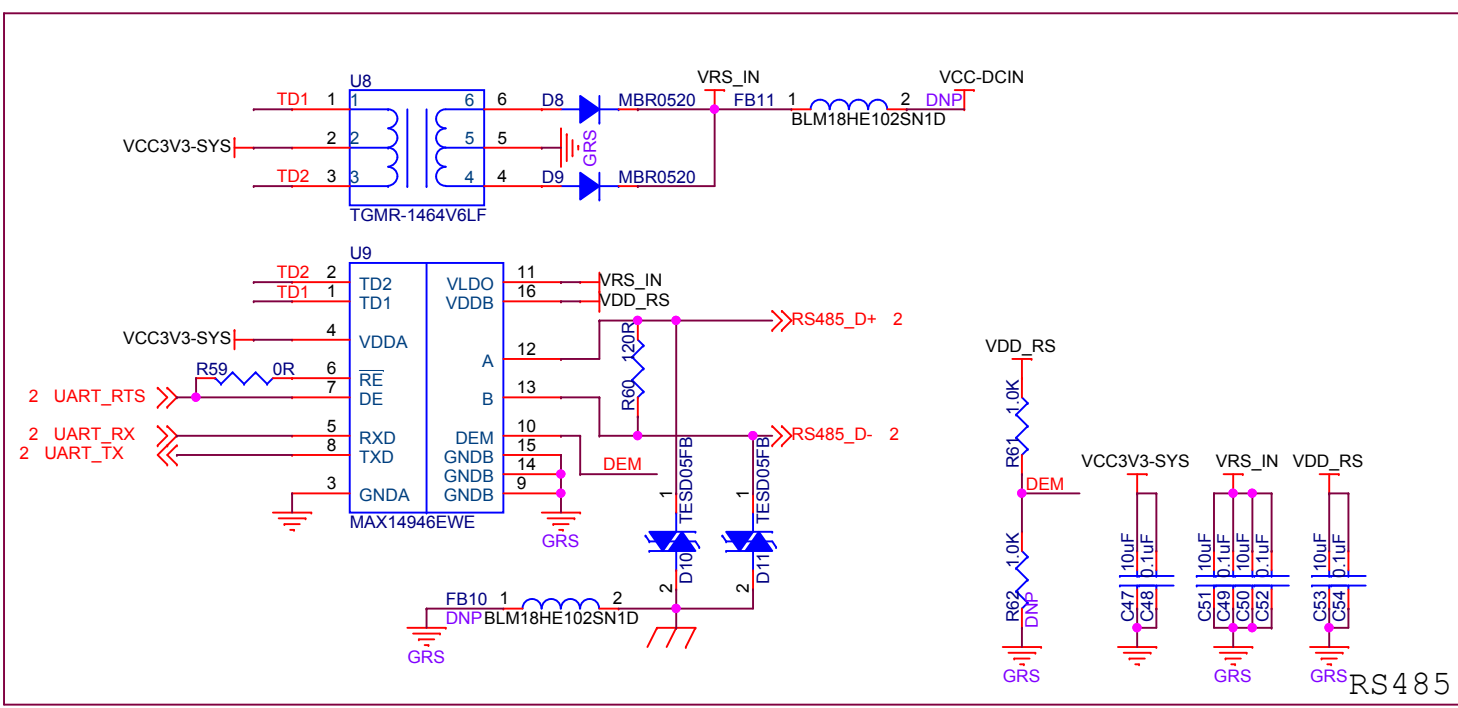 U8
TD1 1 1
VCC3V3-SYS 2 2
TD2 3 3
6 6 D8 MBR0520
5 5 GRS
4 4 D9 MBR0520
TGMR-1464V6LF
VRS_IN
FB11 1 2 DNP
BLM18HE102SN1D
VCC-DCIN
U9
TD2 2 TD2
TD1 1 TD1
VCC3V3-SYS 4 VDDA
R59 0R 6 RE
2 UART_RTS 7 DE
2 UART_RX 5 RXD
2 UART_TX 8 TXD
3 GNDA
VLDO 11 VRS_IN
VDDB 16 VDD_RS
A 12
B 13
DEM 10 DEM
GNDB 15
GNDB 14
GNDB 9
MAX14946EWE
GRS
R60 120R
RS485_D+ 2
RS485_D- 2
1 TESD05FB
2 D10
1 TESD05FB
2 D11
FB10 1 2
DNP BLM18HE102SN1D
GRS
VDD_RS
R61 1.0K
DEM
R62 1.0K
DNP
GRS
VCC3V3-SYS
C47 10uF
C48 0.1uF
VRS_IN
C51 10uF
C49 0.1uF
C50 10uF
C52 0.1uF
GRS
VDD_RS
C53 10uF
C54 0.1uF
GRS
RS485